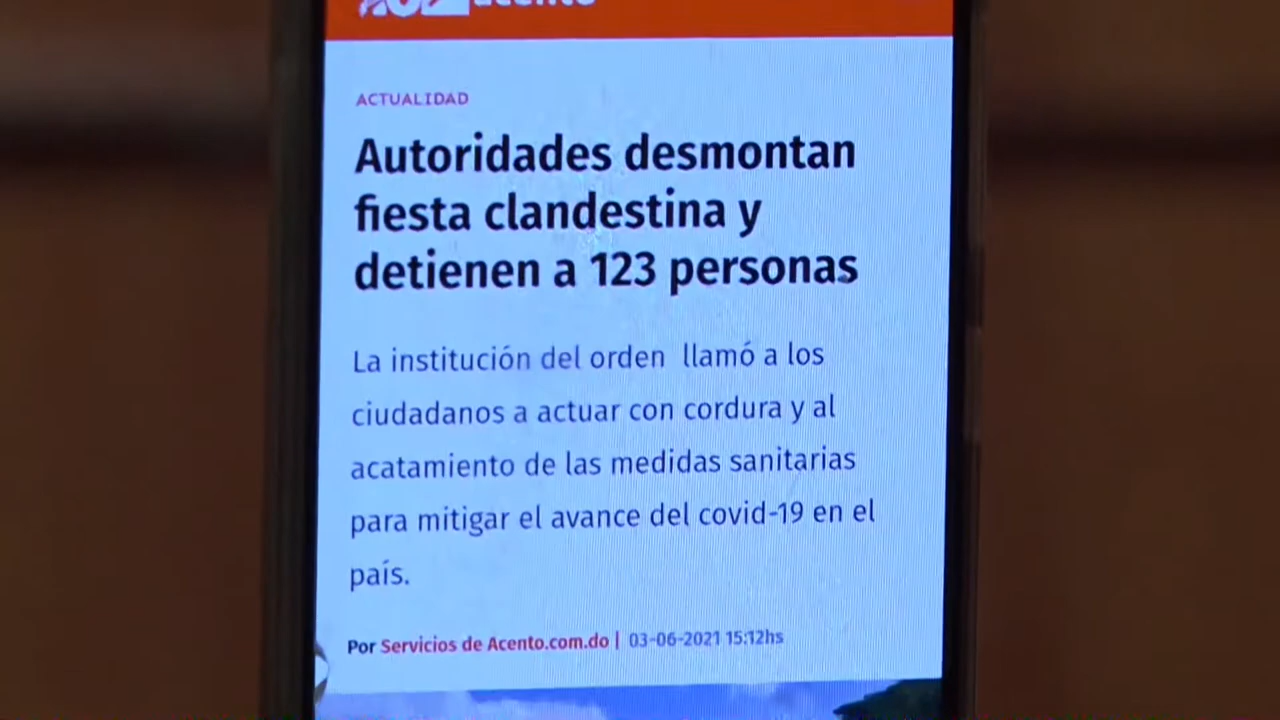 acento
ACTUALIDAD
Autoridades desmontan
fiesta clandestina y
detienen a 123 personas
La institución del orden llamó a los
ciudadanos a actuar con cordura y al
acatamiento de las medidas sanitarias
para mitigar el avance del covid-19 en el
país.
Por Servicios de Acento.com.do | 03-06-2021 15:12hs